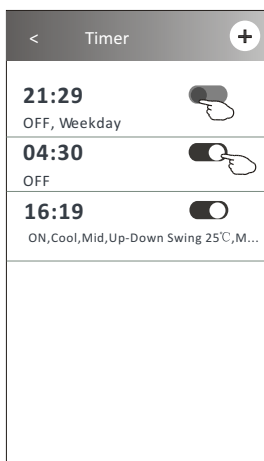 < Timer +
21:29
OFF, Weekday
04:30
OFF
16:19
ON,Cool,Mid,Up-Down Swing 25℃,M...